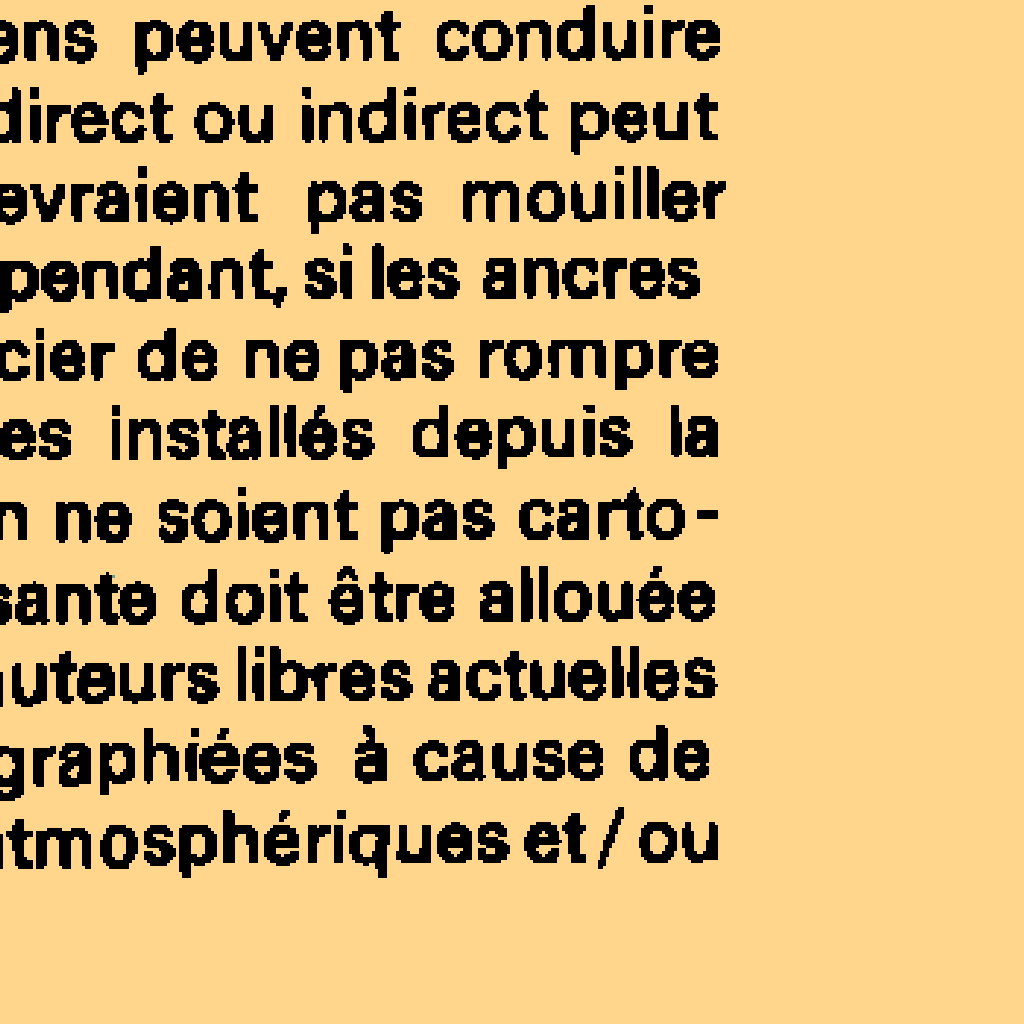 ens peuvent conduire
direct ou indirect peut
evraient pas mouiller
pendant, si les ancres
cier de ne pas rompre
es installés depuis la
n ne soient pas carto-
sante doit être allouée
auteurs libres actuelles
graphiées à cause de
atmosphériques et / ou